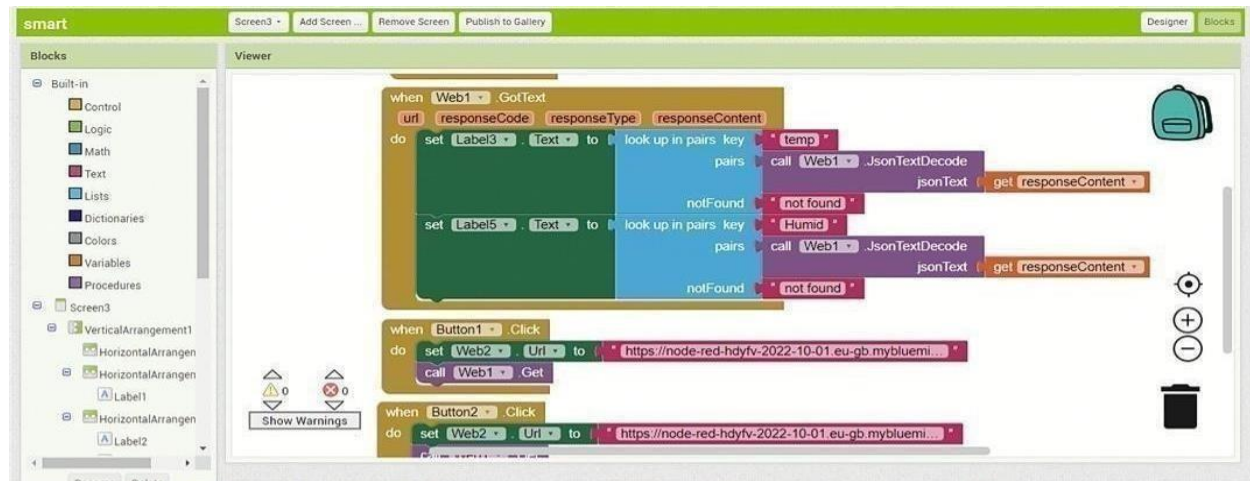 smart Screen3 Add Screen ... Remove Screen Publish to Gallery Designer Blocks
Blocks
Built-in
Control
Logic
Math
Text
Lists
Dictionaries
Colors
Variables
Procedures
Screen3
VerticalArrangement1
HorizontalArrangen
HorizontalArrangen
Label1
HorizontalArrangen
Label2
Viewer
when Web1 .GotText
url responseCode responseType responseContent
do set Label3 . Text to look up in pairs key " temp "
pairs call Web1 .JsonTextDecode
jsonText get responseContent
notFound " not found "
set Label5 . Text to look up in pairs key " Humid "
pairs call Web1 .JsonTextDecode
jsonText get responseContent
notFound " not found "
when Button1 .Click
do set Web2 . Url to " https://node-red-hdyfv-2022-10-01.eu-gb.mybluemi... "
call Web1 .Get
when Button2 .Click
do set Web2 . Url to " https://node-red-hdyfv-2022-10-01.eu-gb.mybluemi... "
0 0
Show Warnings